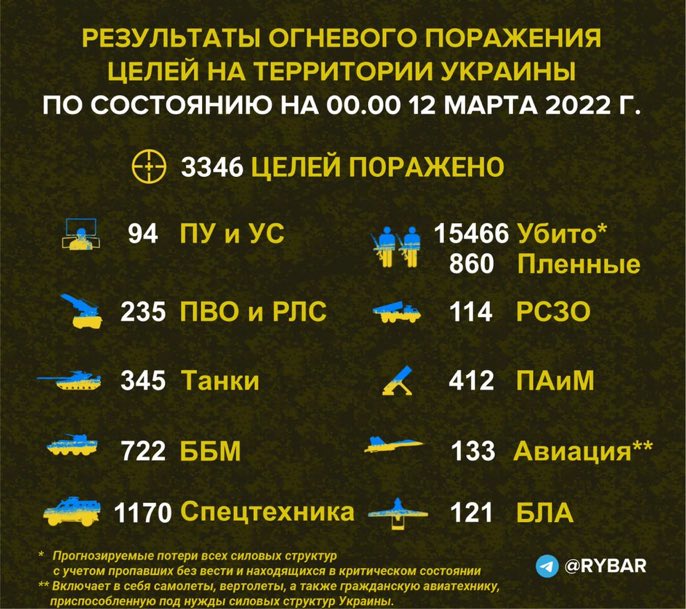 РЕЗУЛЬТАТЫ ОГНЕВОГО ПОРАЖЕНИЯ
ЦЕЛЕЙ НА ТЕРРИТОРИИ УКРАИНЫ
ПО СОСТОЯНИЮ НА 00.00 12 МАРТА 2022 Г.
3346 ЦЕЛЕЙ ПОРАЖЕНО
94 ПУ и УС
15466 Убито*
860 Пленные
235 ПВО и РЛС
114 РСЗО
345 Танки
412 ПАиМ
722 ББМ
133 Авиация**
1170 Спецтехника
121 БЛА
* Прогнозируемые потери всех силовых структур
с учетом пропавших без вести и находящихся в критическом состоянии
** Включает в себя самолеты, вертолеты, а также гражданскую авиатехнику,
приспособленную под нужды силовых структур Украины.
@RYBAR